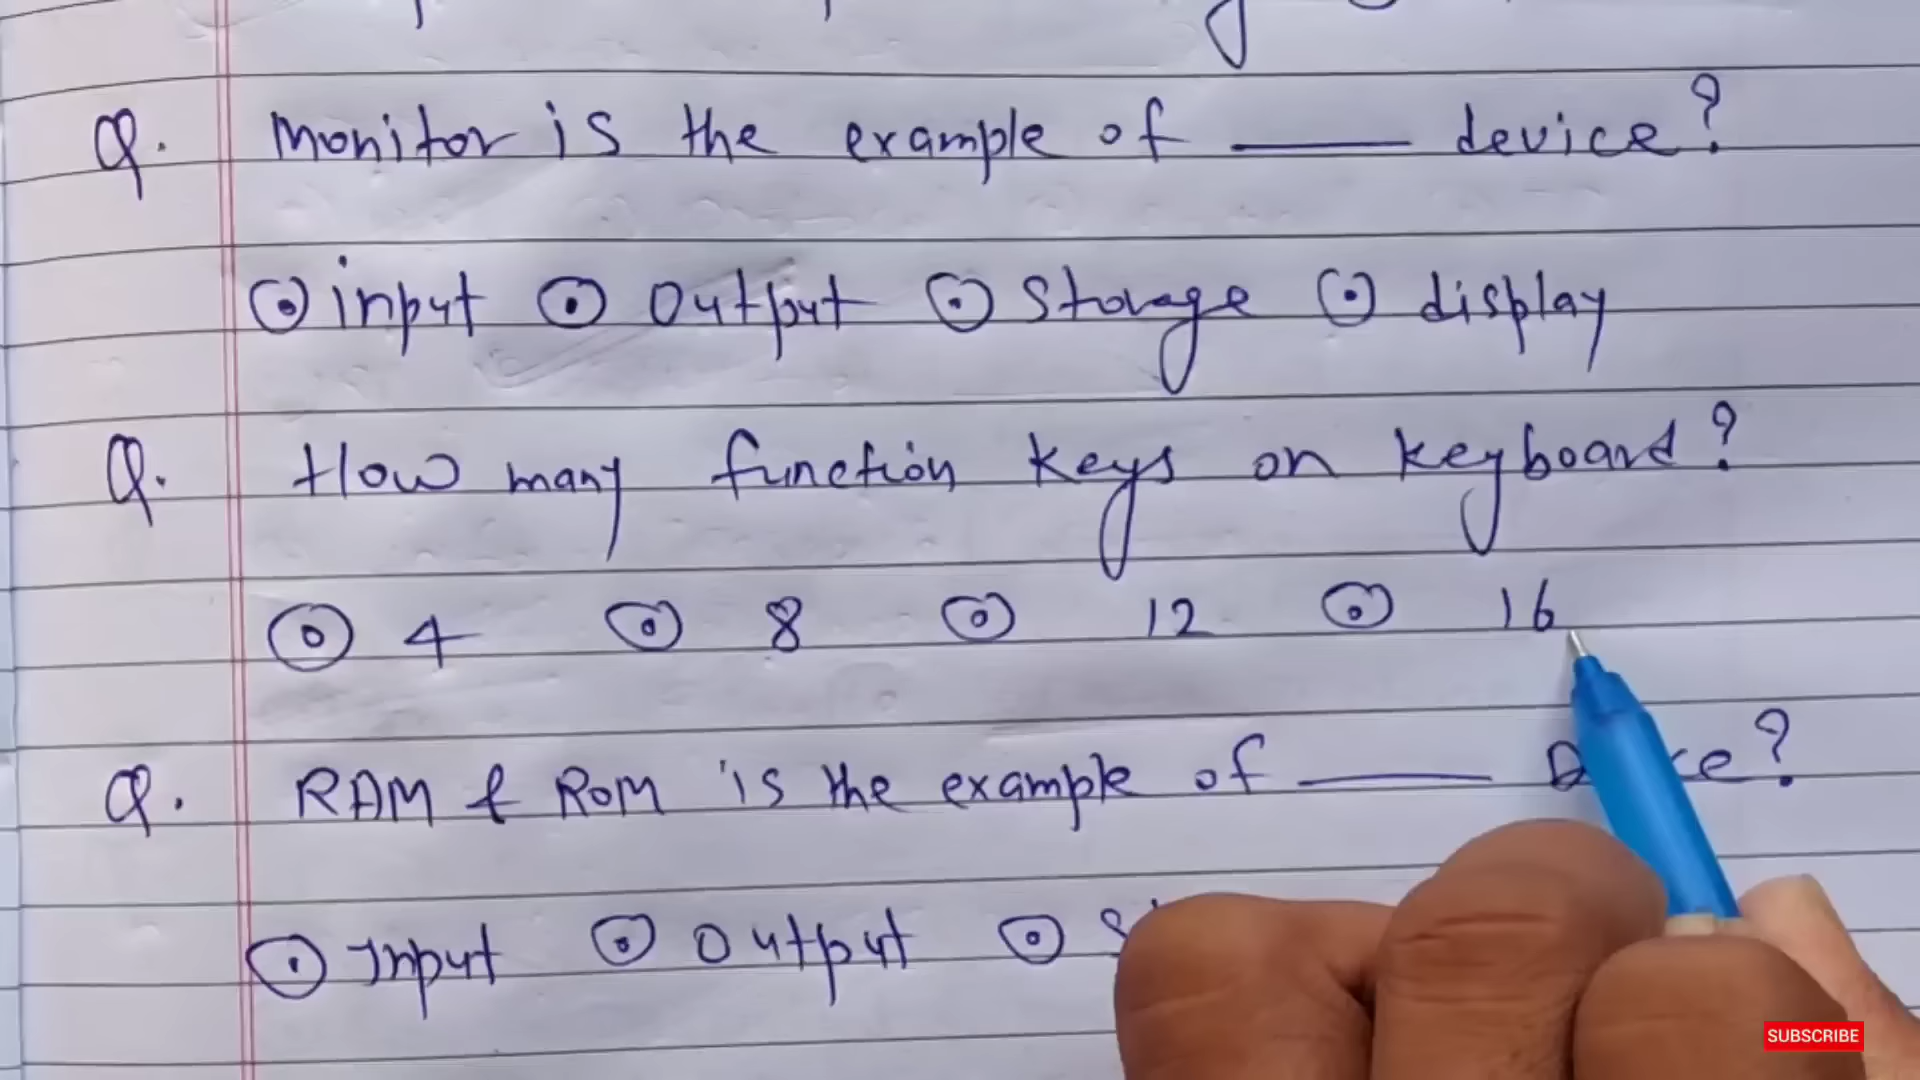 Q. Monitor is the example of ____ device?
⊙ input ⊙ Output ⊙ Storage ⊙ display
Q. How many function keys on keyboard?
⊙ 4 ⊙ 8 ⊙ 12 ⊙ 16
Q. RAM & ROM is the example of ____
⊙ Input ⊙ Output ⊙
SUBSCRIBE